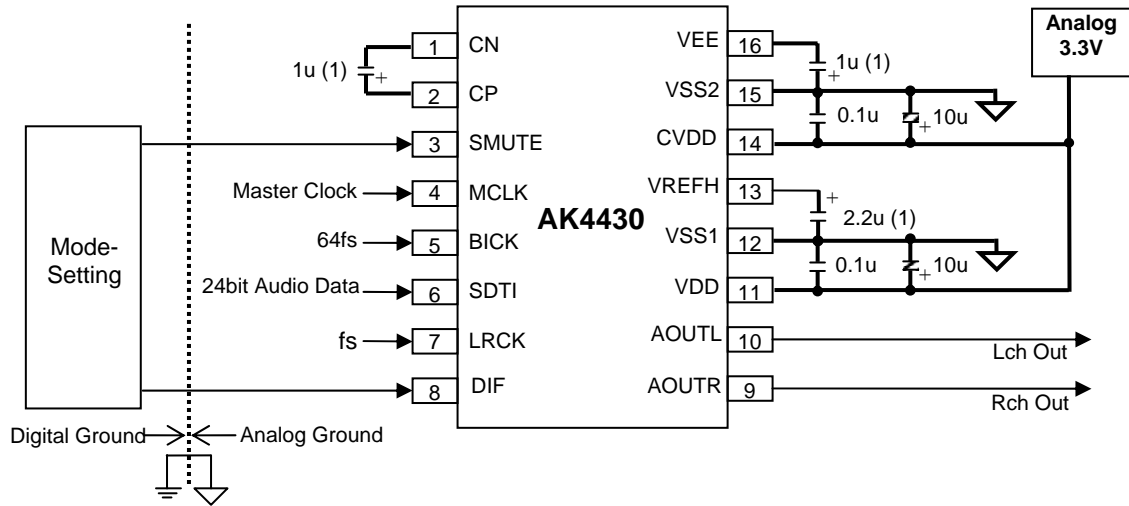 Analog
3.3V
1 CN
2 CP
1u (1) +
3 SMUTE
Master Clock 4 MCLK
64fs 5 BICK
24bit Audio Data 6 SDTI
fs 7 LRCK
8 DIF
Mode-
Setting
AK4430
VEE 16
1u (1)
+
VSS2 15
0.1u + 10u
CVDD 14
VREFH 13
+
2.2u (1)
VSS1 12
0.1u + 10u
VDD 11
AOUTL 10
Lch Out
AOUTR 9
Rch Out
Digital Ground Analog Ground